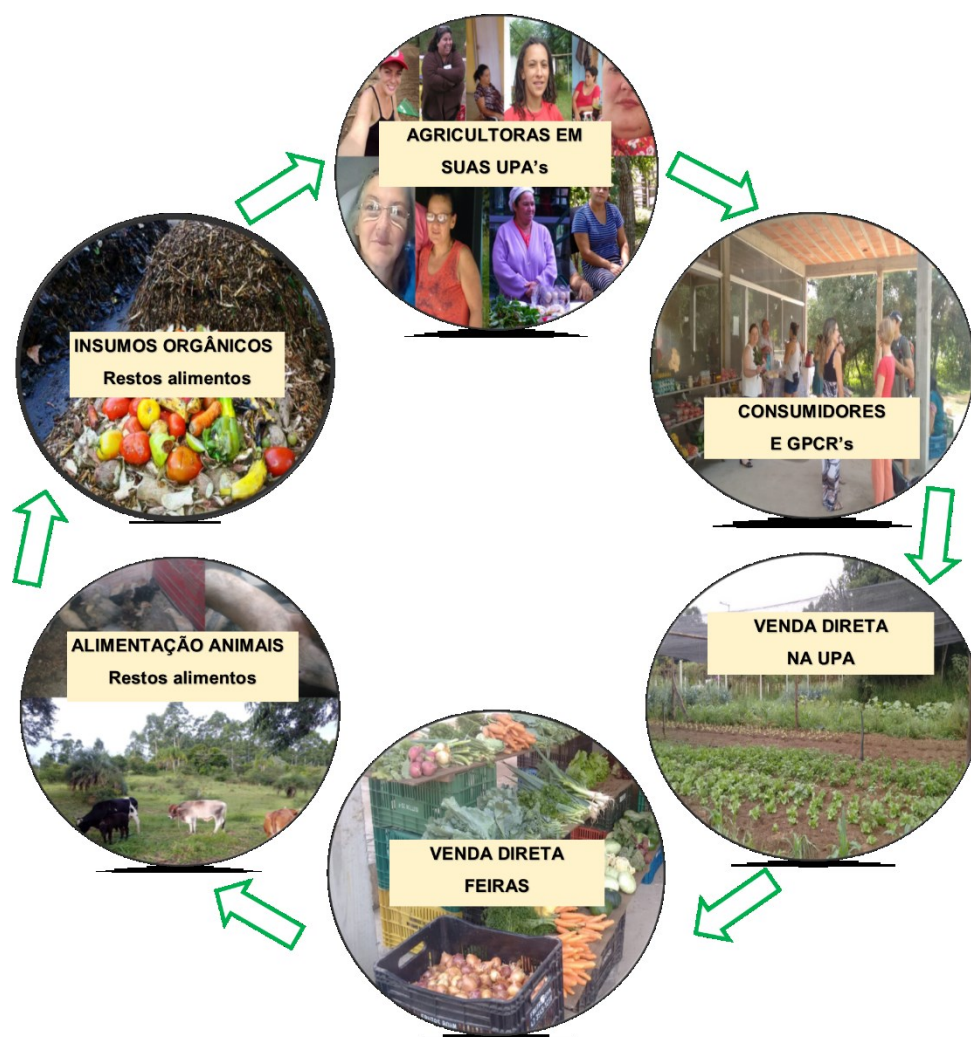 AGRICULTORAS EM
SUAS UPA's
CONSUMIDORES
E GPCR's
VENDA DIRETA
NA UPA
VENDA DIRETA
FEIRAS
ALIMENTAÇÃO ANIMAIS
Restos alimentos
INSUMOS ORGÂNICOS
Restos alimentos